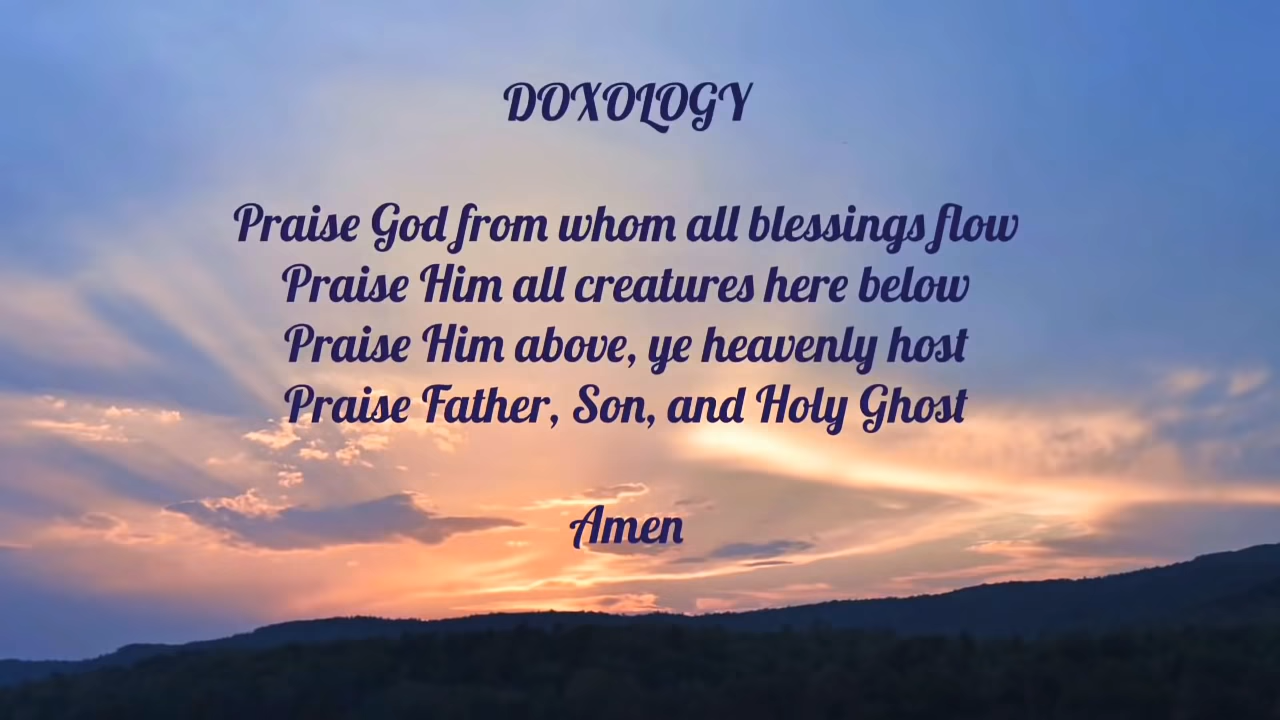 DOXOLOGY
Praise God from whom all blessings flow
Praise Him all creatures here below
Praise Him above, ye heavenly host
Praise Father, Son, and Holy Ghost
Amen